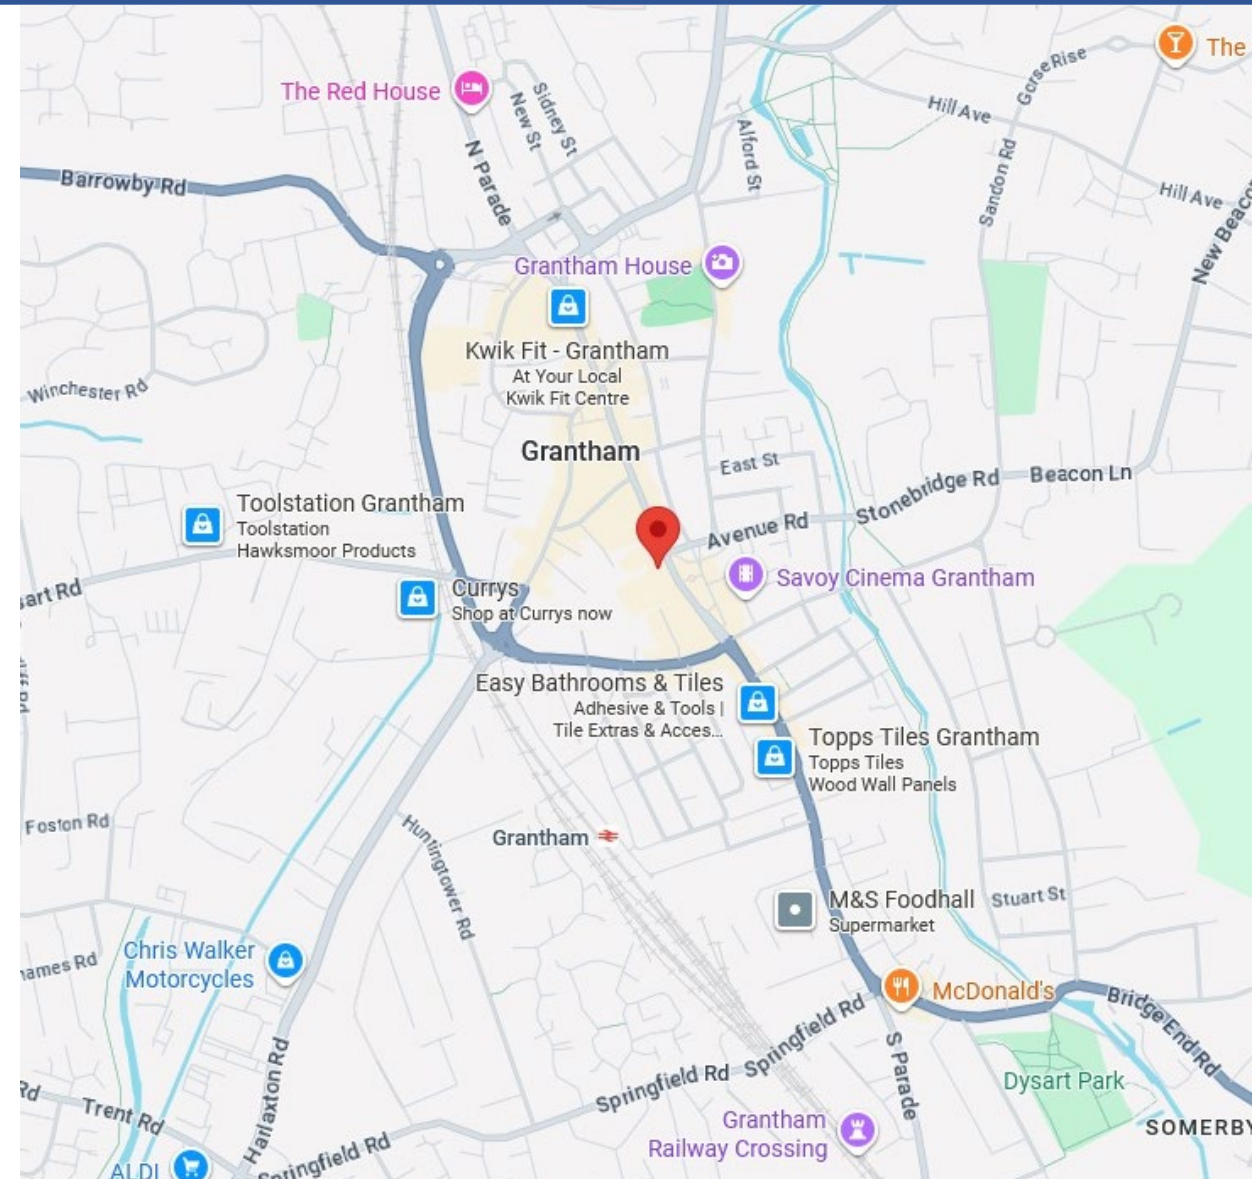 The
The Red House
Sidney St
New St
Gorse Rise
Hill Ave
Alford St
Sandon Rd
N Parade
Barrowby Rd
Hill Ave
New Beaco
Grantham House
Kwik Fit - Grantham
At Your Local
Kwik Fit Centre
Winchester Rd
Grantham
East St
Beacon Ln
Stonebridge Rd
Toolstation Grantham
Toolstation
Hawksmoor Products
Avenue Rd
Savoy Cinema Grantham
sart Rd
Currys
Shop at Currys now
Easy Bathrooms & Tiles
Adhesive & Tools |
Tile Extras & Acces...
Topps Tiles Grantham
Topps Tiles
Wood Wall Panels
Foston Rd
Huntingtower Rd
Grantham
M&S Foodhall
Supermarket
Stuart St
Chris Walker
Motorcycles
hames Rd
McDonald's
Bridge End Rd
Springfield Rd
Springfield Rd
S Parade
Dysart Park
Harlaxton Rd
Rd
Trent Rd
Grantham
Railway Crossing
SOMERBY
Springfield Rd
ALDI